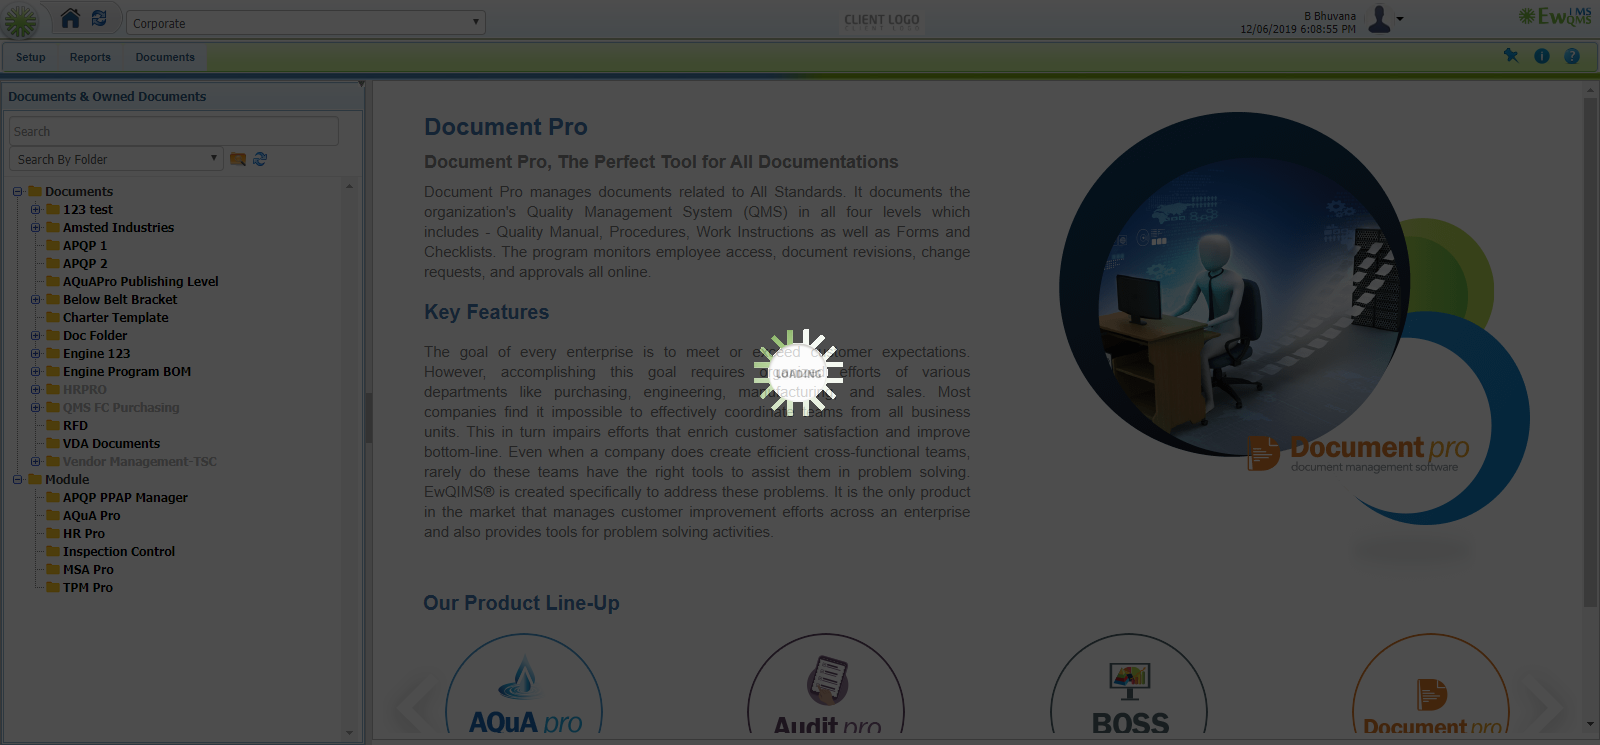 Corporate
CLIENT LOGO
B Bhuvana
12/06/2019 6:08:55 PM
EwQIMS
QMS
Setup
Reports
Documents
Documents & Owned Documents
Search
Search By Folder
Documents
123 test
Amsted Industries
APQP 1
APQP 2
AQuAPro Publishing Level
Below Belt Bracket
Charter Template
Doc Folder
Engine 123
Engine Program BOM
HRPRO
QMS FC Purchasing
RFD
VDA Documents
Vendor Management-TSC
Module
APQP PPAP Manager
AQuA Pro
HR Pro
Inspection Control
MSA Pro
TPM Pro
Document Pro
Document Pro, The Perfect Tool for All Documentations
Document Pro manages documents related to All Standards. It documents the
organization's Quality Management System (QMS) in all four levels which
includes - Quality Manual, Procedures, Work Instructions as well as Forms and
Checklists. The program monitors employee access, document revisions, change
requests, and approvals all online.
Key Features
The goal of every enterprise is to meet or exceed customer expectations.
However, accomplishing this goal requires organized efforts of various
departments like purchasing, engineering, manufacturing, and sales. Most
companies find it impossible to effectively coordinate teams from all business
units. This in turn impairs efforts that enrich customer satisfaction and improve
bottom-line. Even when a company does create efficient cross-functional teams,
rarely do these teams have the right tools to assist them in problem solving.
EwQIMS® is created specifically to address these problems. It is the only product
in the market that manages customer improvement efforts across an enterprise
and also provides tools for problem solving activities.
LOADING
Document pro
document management software
Our Product Line-Up
AQuA pro
Audit pro
BOSS
Document pro